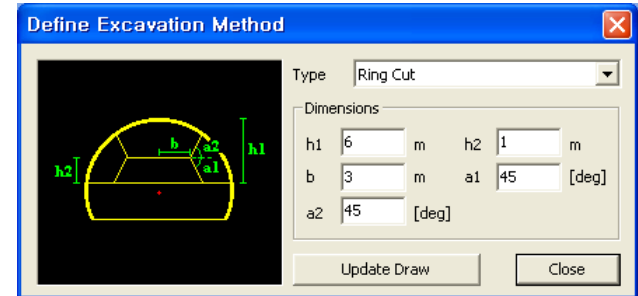 Define Excavation Method
Type Ring Cut
Dimensions
h1 6 m h2 1 m
b 3 m a1 45 [deg]
a2 45 [deg]
Update Draw Close
b a2 h1
h2 a1